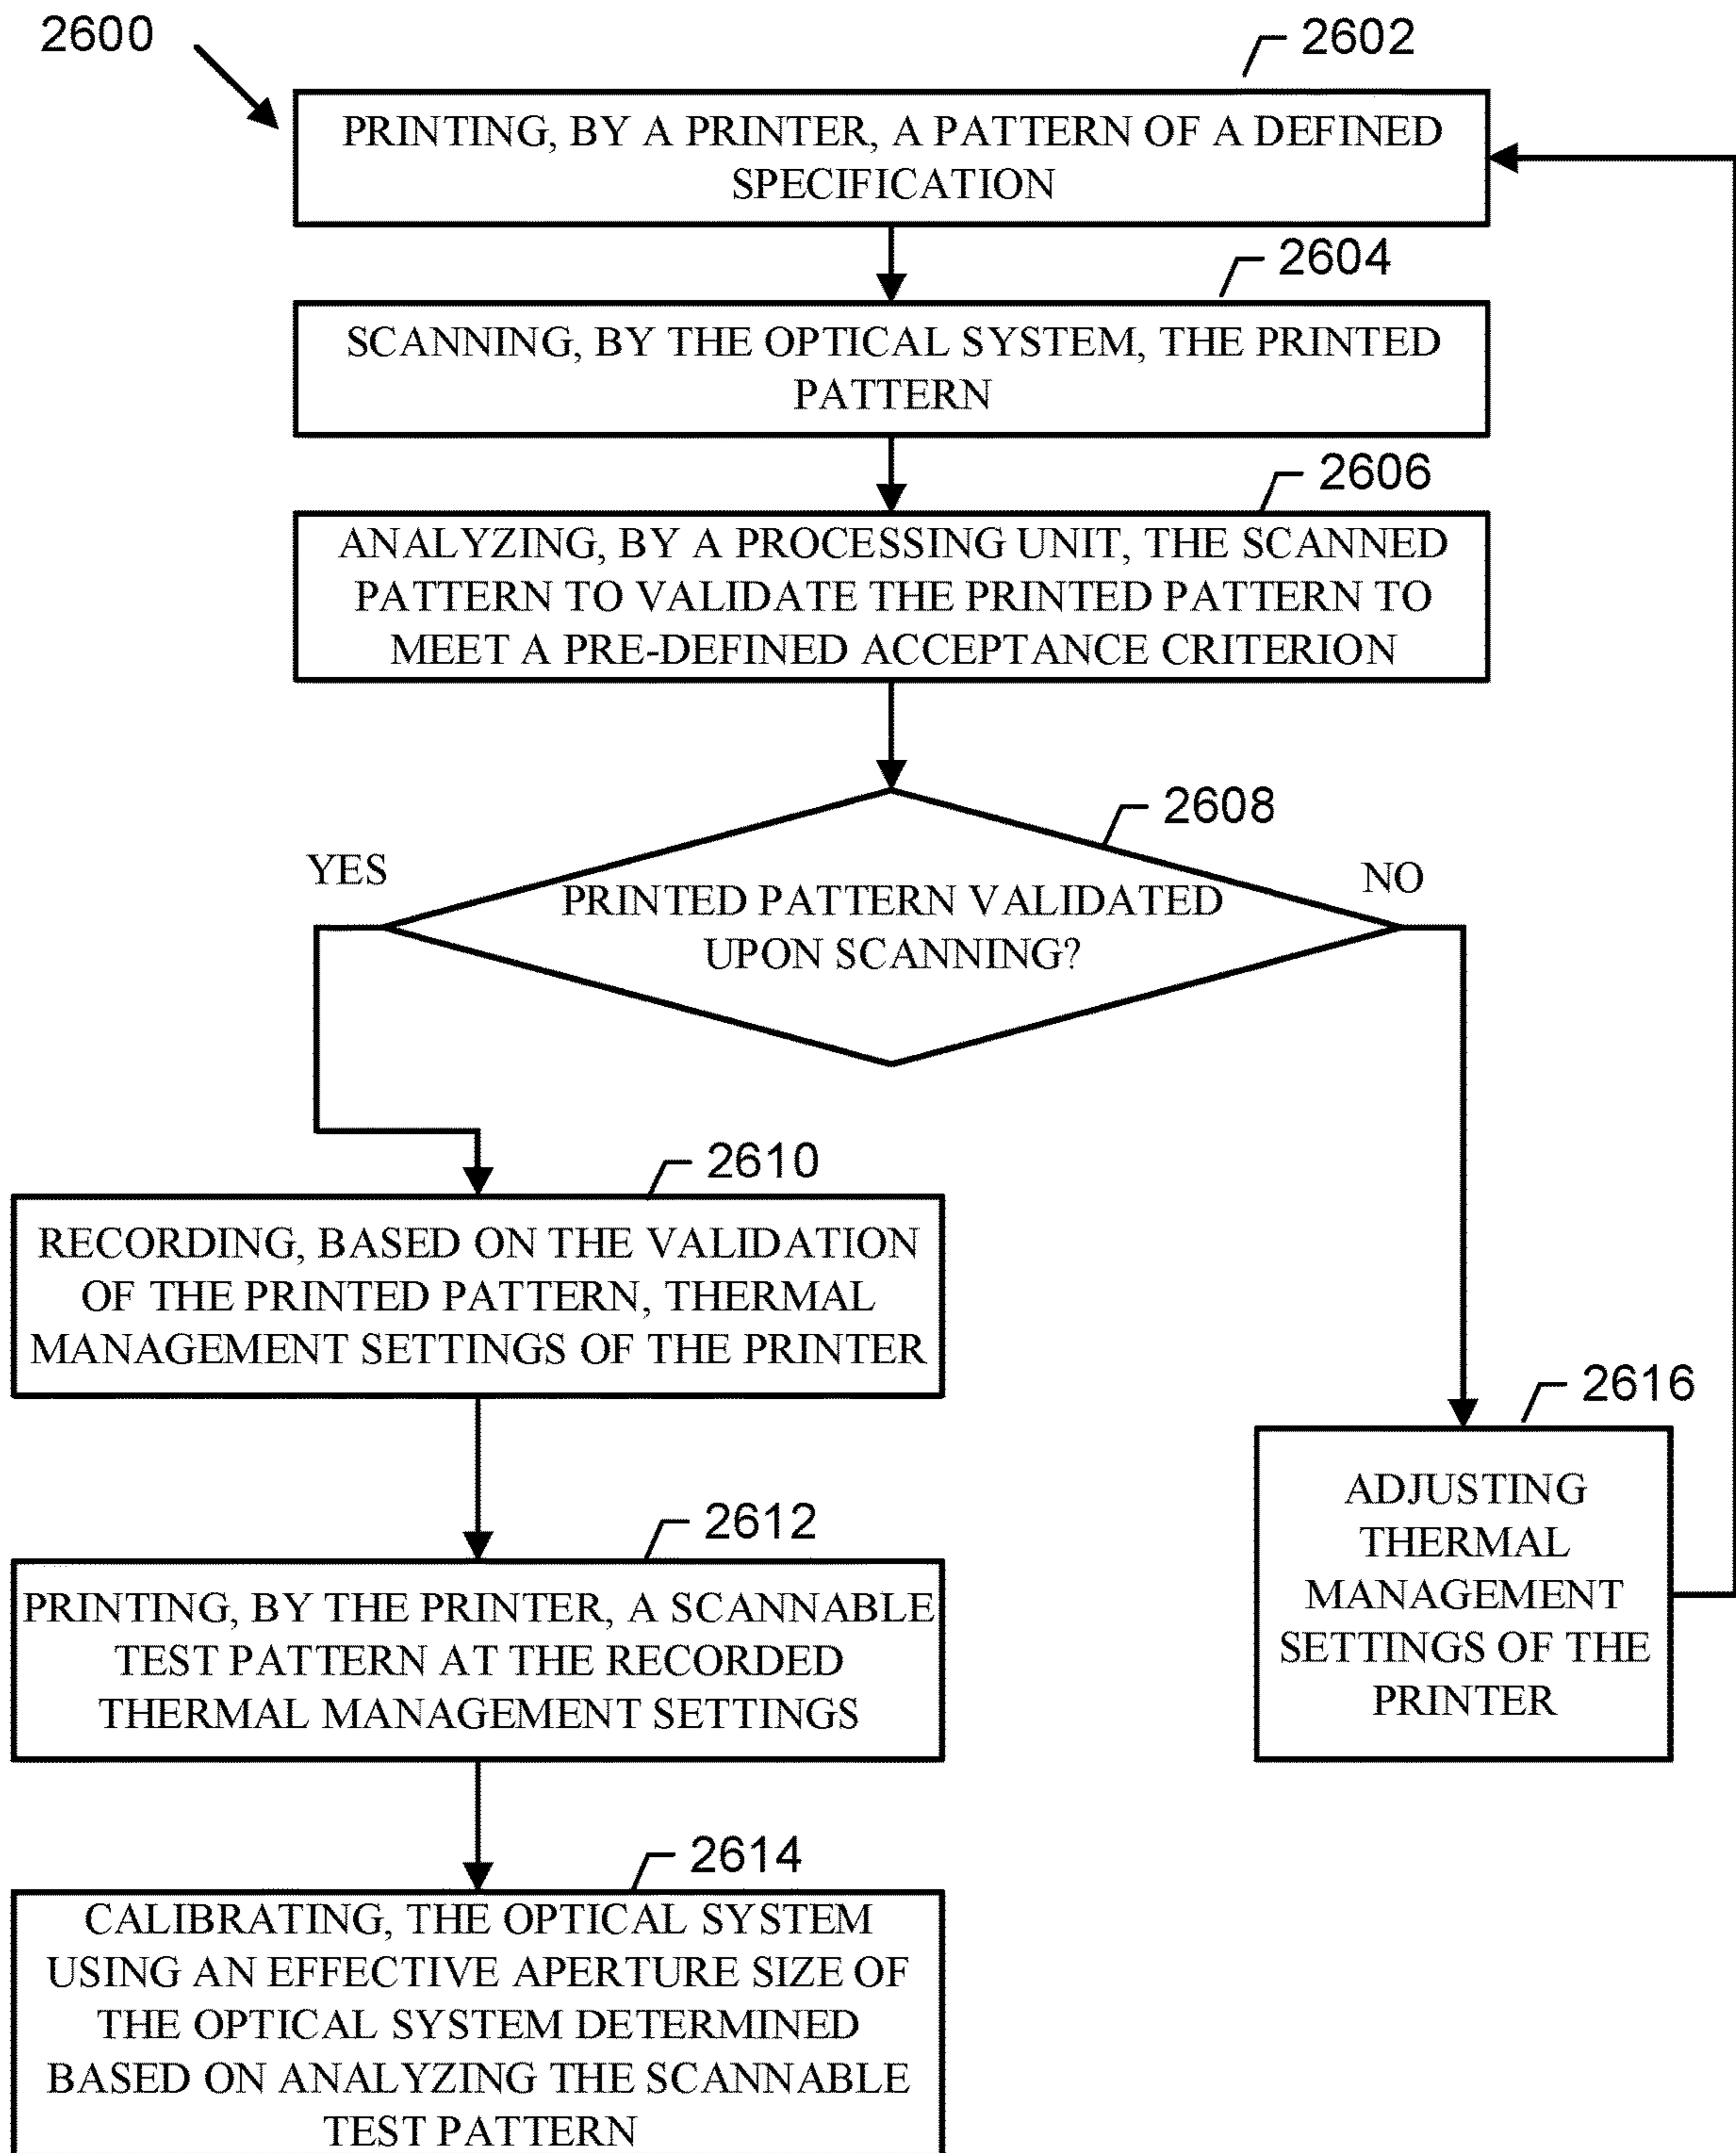 2600
2602
PRINTING, BY A PRINTER, A PATTERN OF A DEFINED
SPECIFICATION
2604
SCANNING, BY THE OPTICAL SYSTEM, THE PRINTED
PATTERN
2606
ANALYZING, BY A PROCESSING UNIT, THE SCANNED
PATTERN TO VALIDATE THE PRINTED PATTERN TO
MEET A PRE-DEFINED ACCEPTANCE CRITERION
2608
YES
NO
PRINTED PATTERN VALIDATED
UPON SCANNING?
2610
RECORDING, BASED ON THE VALIDATION
OF THE PRINTED PATTERN, THERMAL
MANAGEMENT SETTINGS OF THE PRINTER
2616
ADJUSTING
THERMAL
MANAGEMENT
SETTINGS OF THE
PRINTER
2612
PRINTING, BY THE PRINTER, A SCANNABLE
TEST PATTERN AT THE RECORDED
THERMAL MANAGEMENT SETTINGS
2614
CALIBRATING, THE OPTICAL SYSTEM
USING AN EFFECTIVE APERTURE SIZE OF
THE OPTICAL SYSTEM DETERMINED
BASED ON ANALYZING THE SCANNABLE
TEST PATTERN